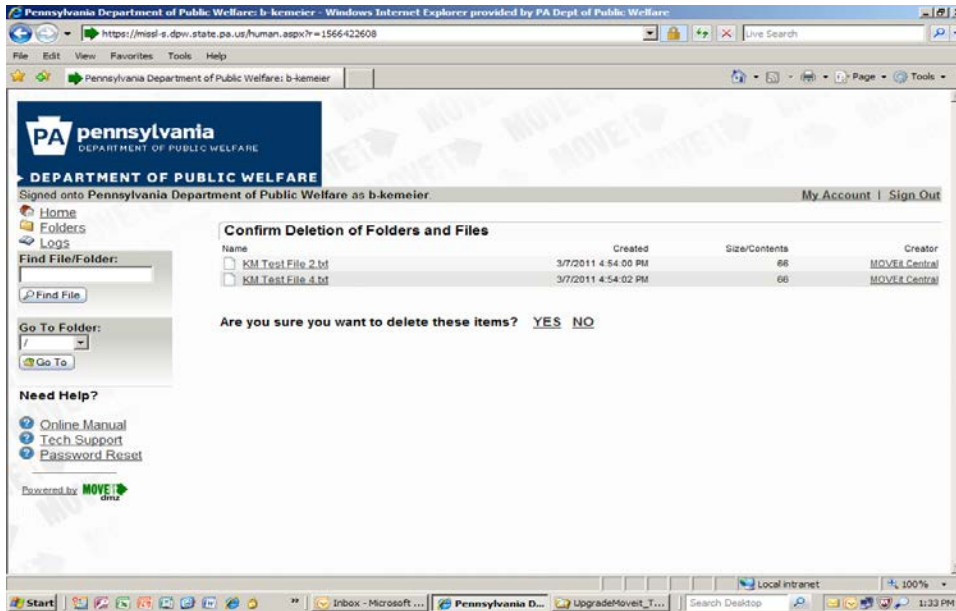 Pennsylvania Department of Public Welfare: b-kemeier - Windows Internet Explorer provided by PA Dept of Public Welfare
https://missl-s.dpw.state.pa.us/human.aspx?r=1566422608
Live Search
File Edit View Favorites Tools Help
Pennsylvania Department of Public Welfare: b-kemeier
Page Tools
PA pennsylvania
DEPARTMENT OF PUBLIC WELFARE
DEPARTMENT OF PUBLIC WELFARE
Signed onto Pennsylvania Department of Public Welfare as b-kemeier. My Account | Sign Out
Home
Folders
Logs
Find File/Folder:
Find File
Go To Folder:
/
Go To
Need Help?
Online Manual
Tech Support
Password Reset
Powered by MOVEit dmz
Confirm Deletion of Folders and Files
Name Created Size/Contents Creator
KM Test File 2.txt 3/7/2011 4:54:00 PM 66 MOVEit Central
KM Test File 4.txt 3/7/2011 4:54:02 PM 66 MOVEit Central
Are you sure you want to delete these items? YES NO
Local intranet 100%
Start Inbox - Microsoft ... Pennsylvania D... UpgradeMoveit_T... Search Desktop 1:33 PM